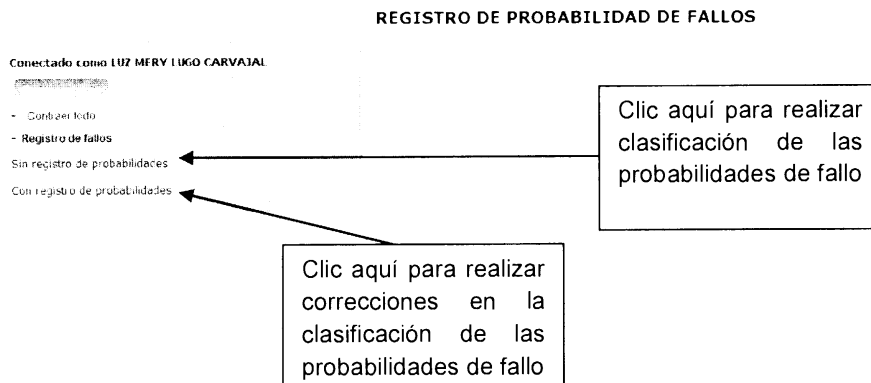 REGISTRO DE PROBABILIDAD DE FALLOS
Conectado como LUZ MERY LUGO CARVAJAL
- Contraer todo
- Registro de fallos
Sin registro de probabilidades
Con registro de probabilidades
Clic aquí para realizar
clasificación de las
probabilidades de fallo
Clic aquí para realizar
correcciones en la
clasificación de las
probabilidades de fallo